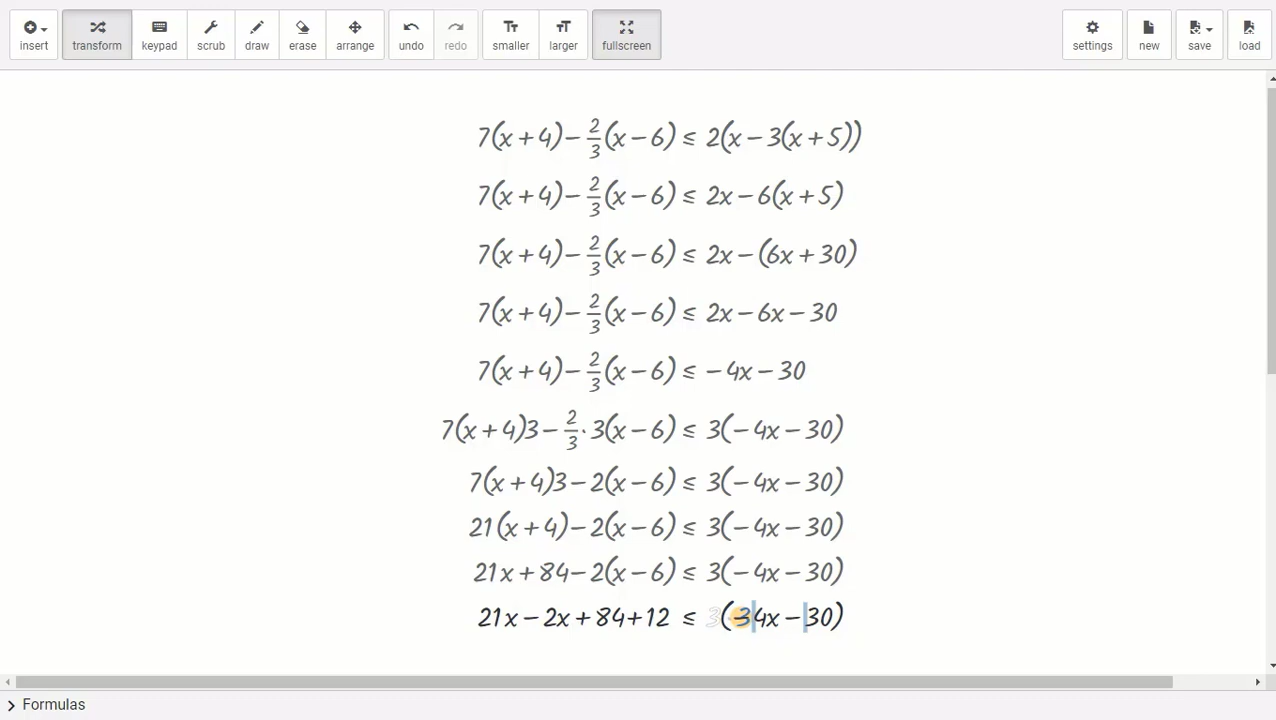 insert transform keypad scrub draw erase arrange undo redo smaller larger fullscreen settings new save load
7(x+4)−2/3(x−6) ≤ 2(x−3(x+5))
7(x+4)−2/3(x−6) ≤ 2x−6(x+5)
7(x+4)−2/3(x−6) ≤ 2x−(6x+30)
7(x+4)−2/3(x−6) ≤ 2x−6x−30
7(x+4)−2/3(x−6) ≤ −4x−30
7(x+4)3−2/3·3(x−6) ≤ 3(−4x−30)
7(x+4)3−2(x−6) ≤ 3(−4x−30)
21(x+4)−2(x−6) ≤ 3(−4x−30)
21x+84−2(x−6) ≤ 3(−4x−30)
21x−2x+84+12 ≤ 3(34x−30)
Formulas